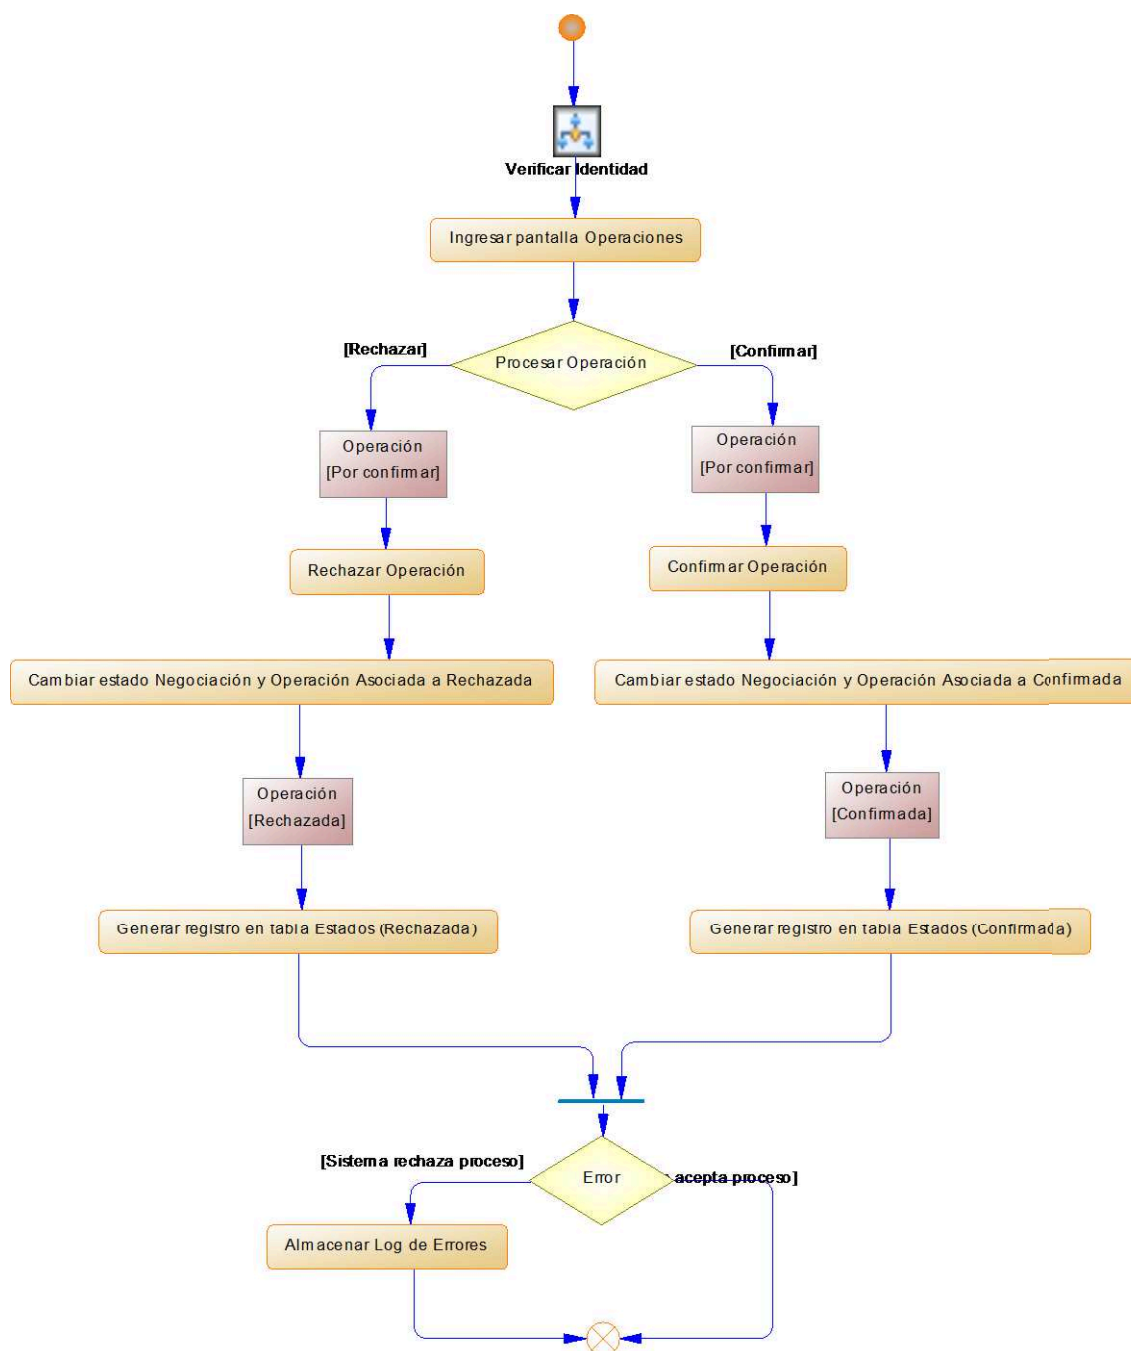 Verificar Identidad
Ingresar pantalla Operaciones
[Rechazar]
Procesar Operación
[Confirmar]
Operación
[Por confirmar]
Operación
[Por confirmar]
Rechazar Operación
Confirmar Operación
Cambiar estado Negociación y Operación Asociada a Rechazada
Cambiar estado Negociación y Operación Asociada a Confirmada
Operación
[Rechazada]
Operación
[Confirmada]
Generar registro en tabla Estados (Rechazada)
Generar registro en tabla Estados (Confirmada)
[Sistema rechaza proceso]
Error
acepta proceso]
Almacenar Log de Errores